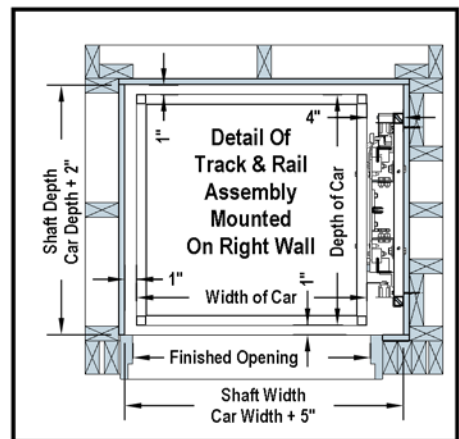 1"
4"
Detail Of
Track & Rail
Assembly
Mounted
On Right Wall
Shaft Depth
Car Depth + 2"
Depth of Car
1"
1"
Width of Car
Finished Opening
Shaft Width
Car Width + 5"